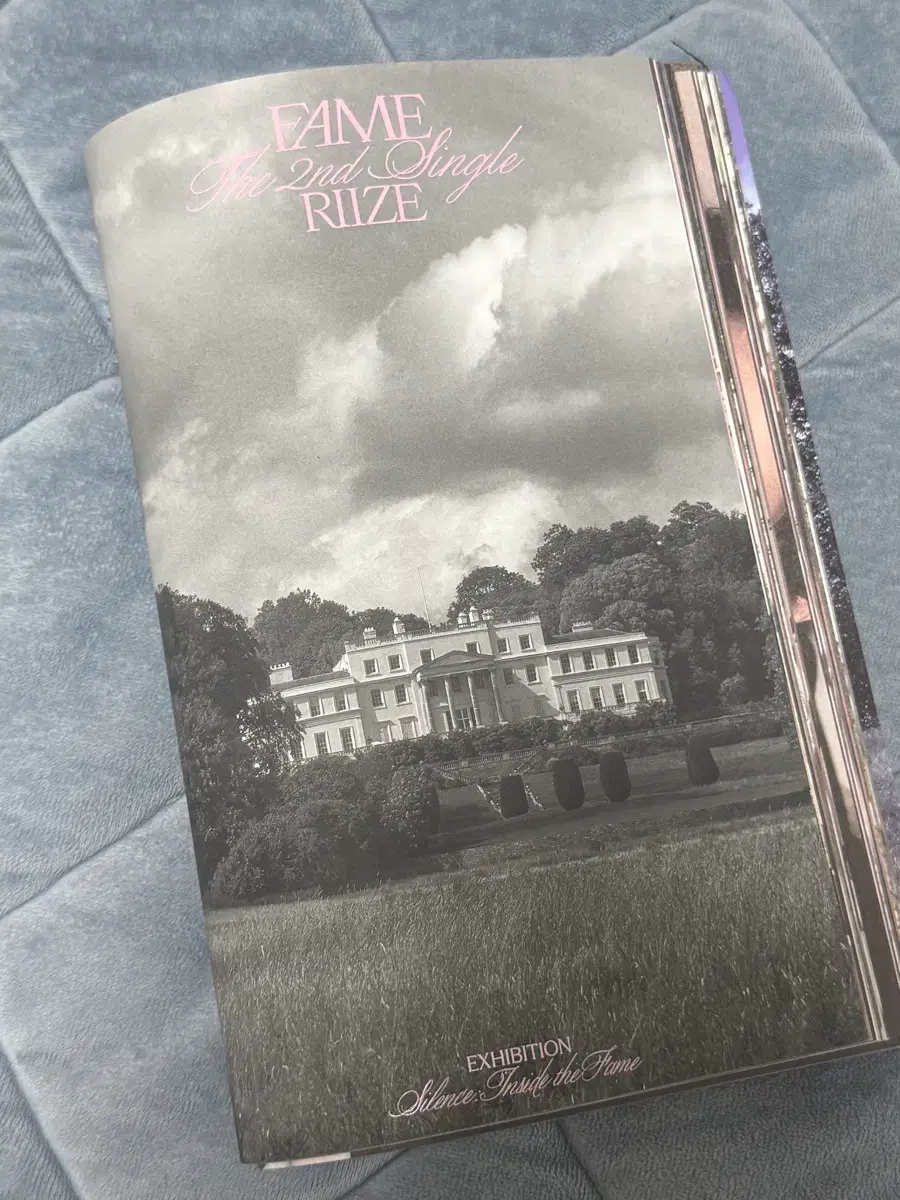 FAME
The 2nd Single
RIIZE
EXHIBITION
Silence: Inside the Fame